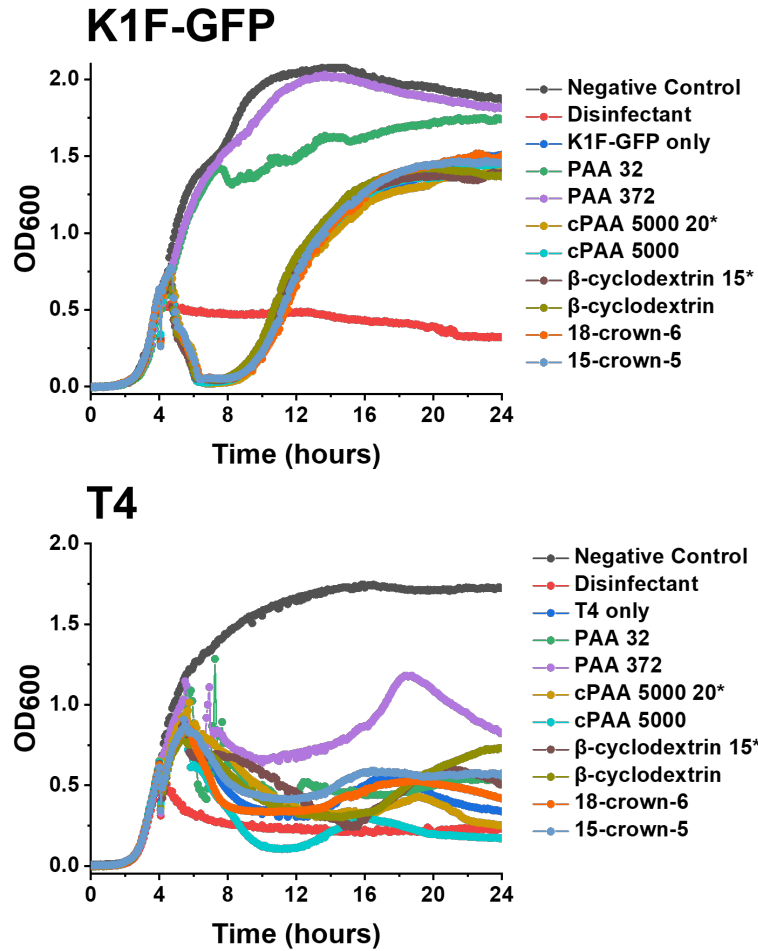 K1F-GFP
2.0
1.5
1.0
0.5
0.0
OD600
0 4 8 12 16 20 24
Time (hours)
Negative Control
Disinfectant
K1F-GFP only
PAA 32
PAA 372
cPAA 5000 20*
cPAA 5000
β-cyclodextrin 15*
β-cyclodextrin
18-crown-6
15-crown-5
T4
2.0
1.5
1.0
0.5
0.0
OD600
0 4 8 12 16 20 24
Time (hours)
Negative Control
Disinfectant
T4 only
PAA 32
PAA 372
cPAA 5000 20*
cPAA 5000
β-cyclodextrin 15*
β-cyclodextrin
18-crown-6
15-crown-5